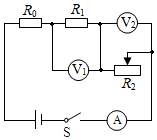 R₀ R₁ V₂
V₁ R₂
S A